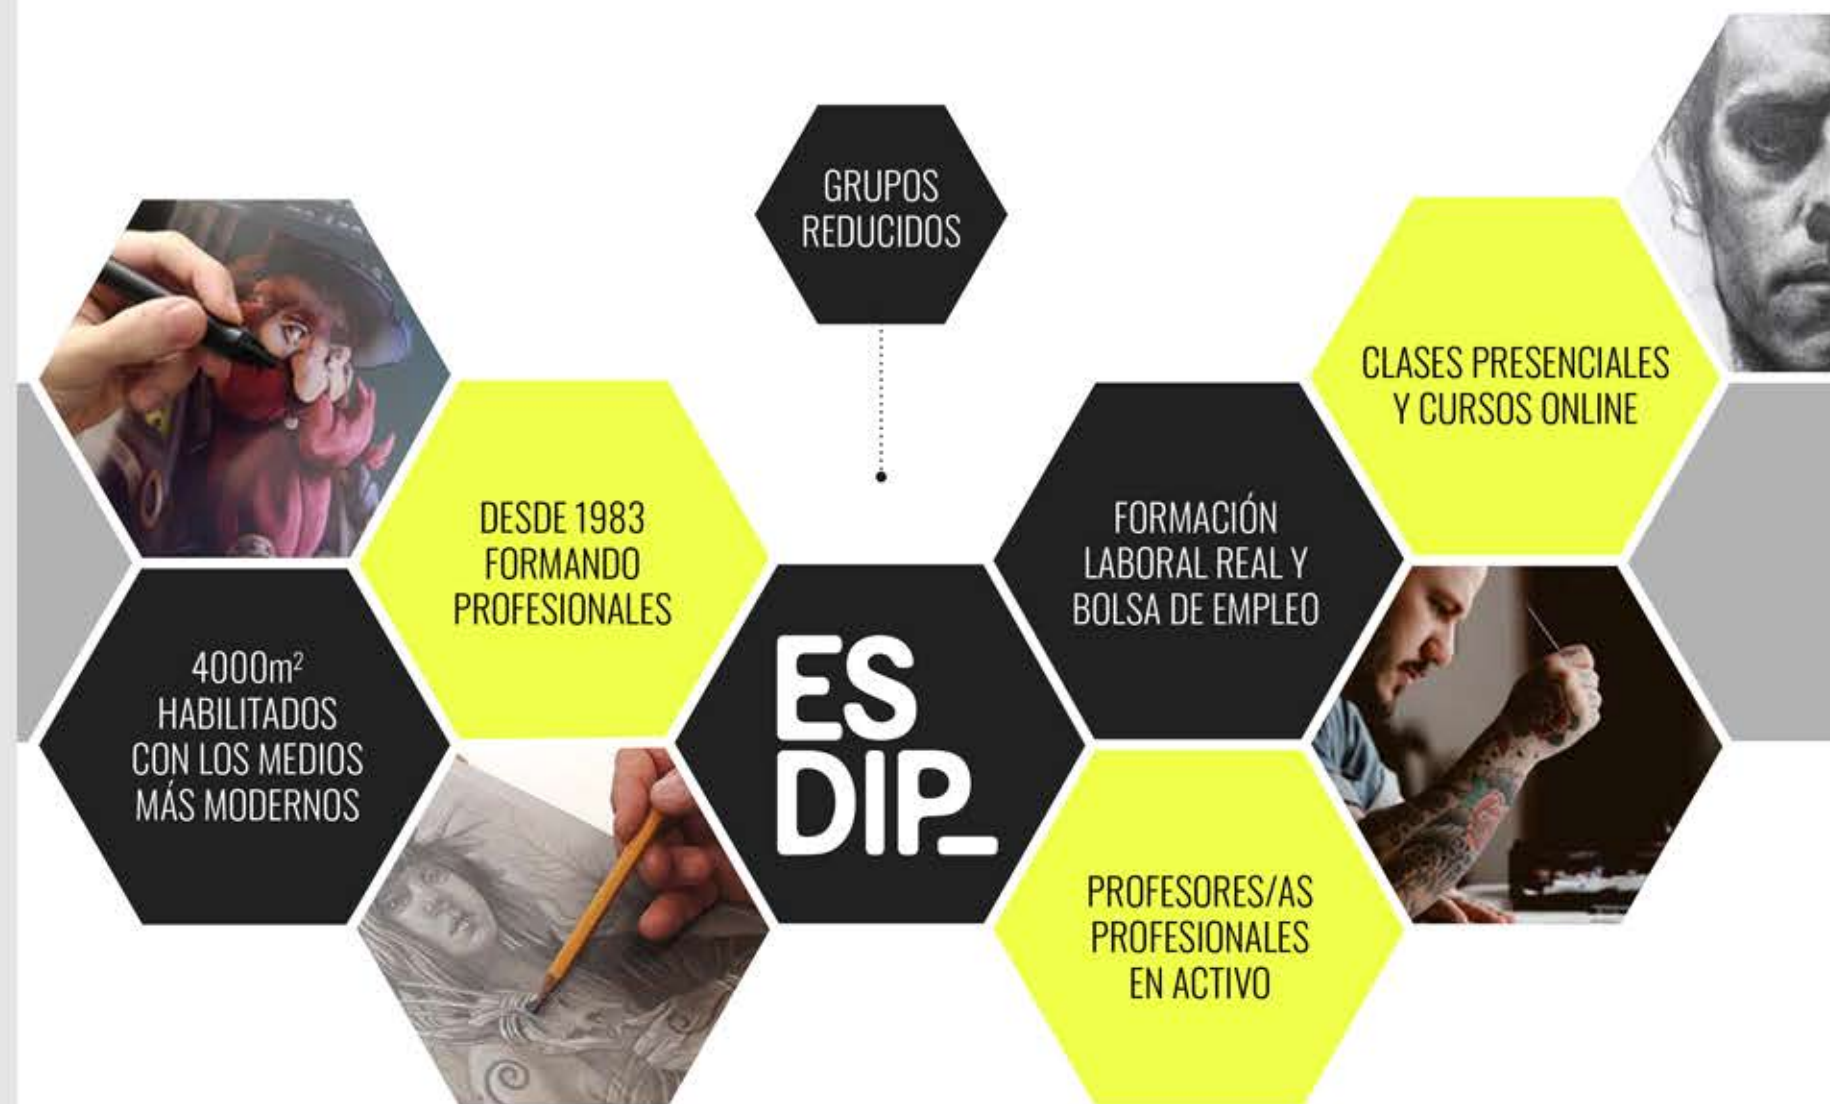 GRUPOS
REDUCIDOS
CLASES PRESENCIALES
Y CURSOS ONLINE
DESDE 1983
FORMANDO
PROFESIONALES
FORMACIÓN
LABORAL REAL Y
BOLSA DE EMPLEO
4000m²
HABILITADOS
CON LOS MEDIOS
MÁS MODERNOS
ES
DIP_
PROFESORES/AS
PROFESIONALES
EN ACTIVO